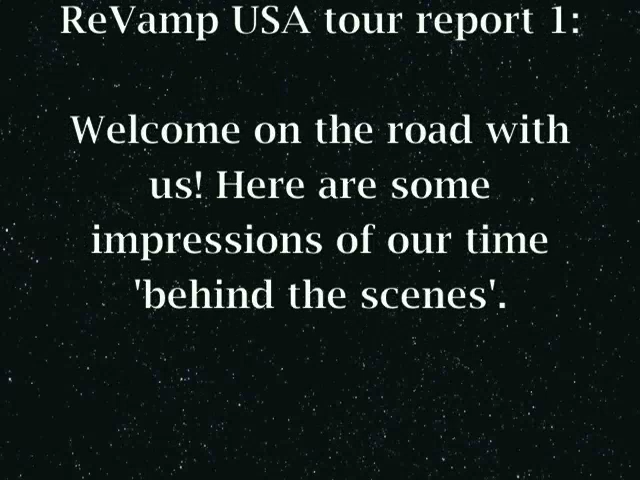 ReVamp USA tour report 1:
Welcome on the road with
us! Here are some
impressions of our time
'behind the scenes'.